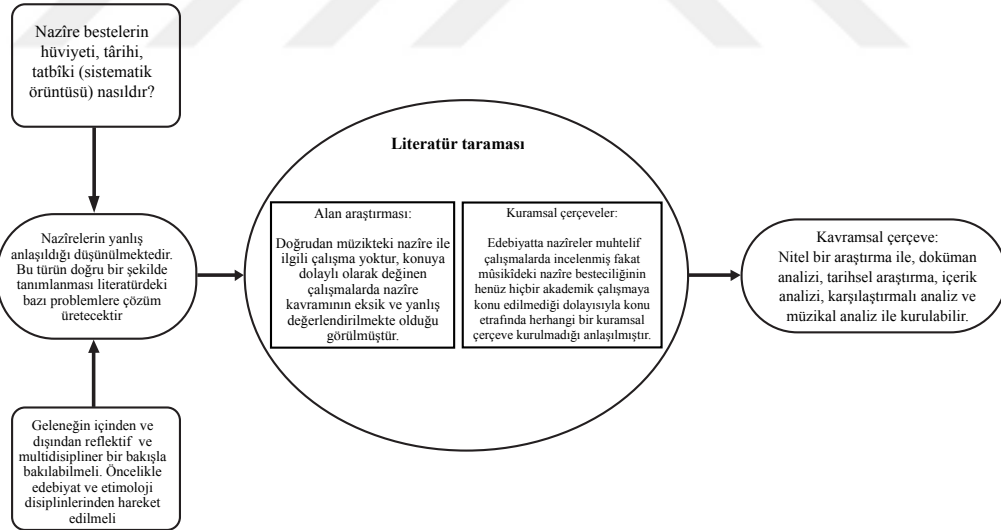 Nazîre bestelerin
hüviyeti, târihi,
tatbîki (sistematik
örüntüsü) nasıldır?
Nazîrelerin yanlış
anlaşıldığı düşünülmektedir.
Bu türün doğru bir şekilde
tanımlanması literatürdeki
bazı problemlere çözüm
üretecektir
Geleneğin içinden ve
dışından reflektif ve
multidisipliner bir bakışla
bakılabilmeli. Öncelikle
edebiyat ve etimoloji
disiplinlerinden hareket
edilmeli
Literatür taraması
Alan araştırması:
Doğrudan müzikteki nazîre ile
ilgili çalışma yoktur, konuya
dolaylı olarak değinen
çalışmalarda nazîre
kavramının eksik ve yanlış
değerlendirilmekte olduğu
görülmüştür.
Kuramsal çerçeveler:
Edebiyatta nazîreler muhtelif
çalışmalarda incelenmiş fakat
mûsikîdeki nazîre besteciliğinin
henüz hiçbir akademik çalışmaya
konu edilmediği dolayısıyla konu
etrafında herhangi bir kuramsal
çerçeve kurulmadığı anlaşılmıştır.
Kavramsal çerçeve:
Nitel bir araştırma ile, doküman
analizi, tarihsel araştırma, içerik
analizi, karşılaştırmalı analiz ve
müzikal analiz ile kurulabilir.